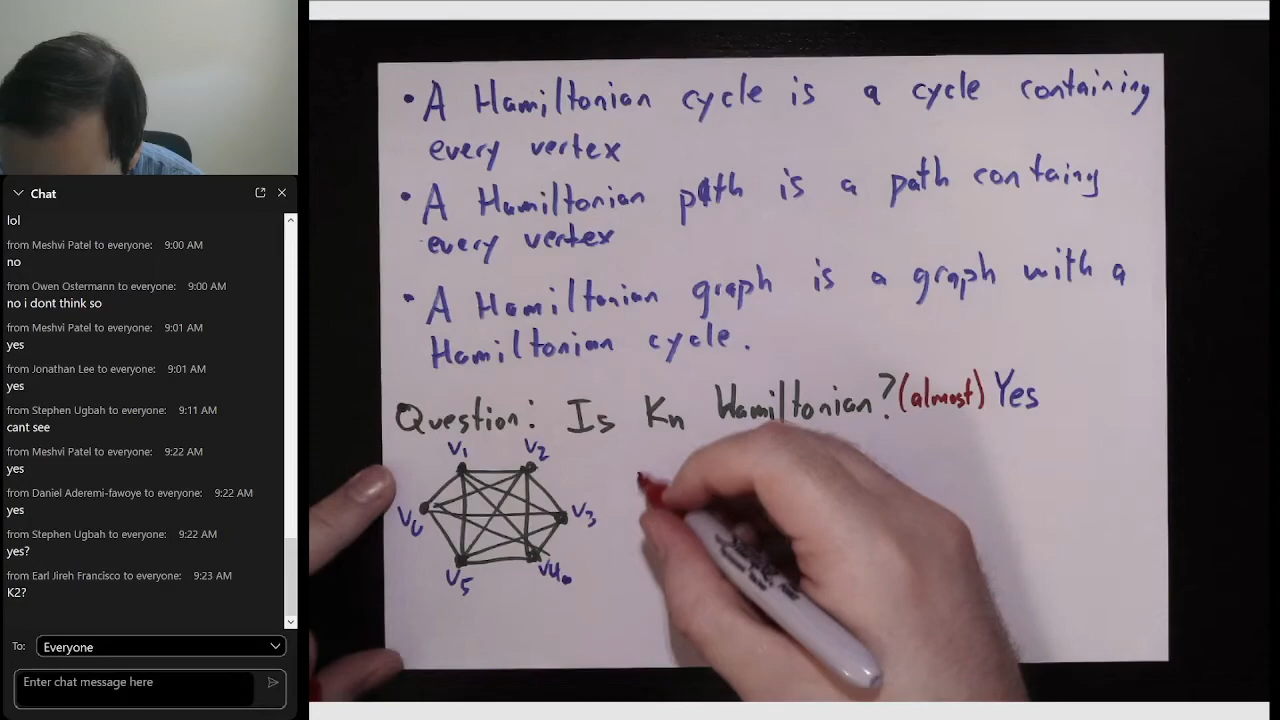 Chat
lol
from Meshvi Patel to everyone: 9:00 AM
no
from Owen Ostermann to everyone: 9:00 AM
no i dont think so
from Meshvi Patel to everyone: 9:01 AM
yes
from Jonathan Lee to everyone: 9:01 AM
yes
from Stephen Ugbah to everyone: 9:11 AM
cant see
from Meshvi Patel to everyone: 9:22 AM
yes
from Daniel Aderemi-fawoye to everyone: 9:22 AM
yes
from Stephen Ugbah to everyone: 9:22 AM
yes?
from Earl Jireh Francisco to everyone: 9:23 AM
K2?
To: Everyone
Enter chat message here
• A Hamiltonian cycle is a cycle containing
every vertex
• A Hamiltonian path is a path containg
every vertex
• A Hamiltonian graph is a graph with a
Hamiltonian cycle.
Question: Is Kn Hamiltonian? (almost) Yes
V1 V2
V6 V3
V5 V4